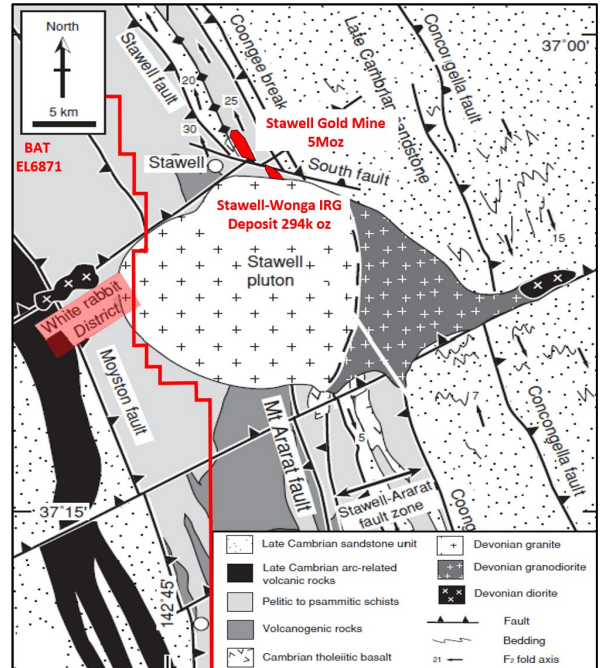 North
5 km
BAT
EL6871
Stawell fault
Coongee break
Late Cambrian sandstone
Concongella fault
37°00'
20
25
30
Stawell Gold Mine
5Moz
Stawell
South fault
Stawell-Wonga IRG
Deposit 294k oz
15
Stawell
pluton
White rabbit
District
Moyston fault
Mt Ararat fault
7
5
Concongella fault
Stawell-Ararat
fault zone
37°15'
142°45'
Late Cambrian sandstone unit
Late Cambrian arc-related
volcanic rocks
Pelitic to psammitic schists
Volcanogenic rocks
Cambrian tholeiitic basalt
Devonian granite
Devonian granodiorite
Devonian diorite
Fault
Bedding
21
F2 fold axis